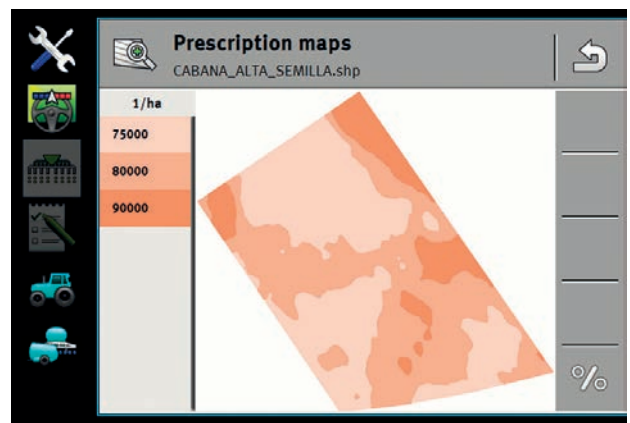 Prescription maps
CABANA_ALTA_SEMILLA.shp
1/ha
75000
80000
90000
%